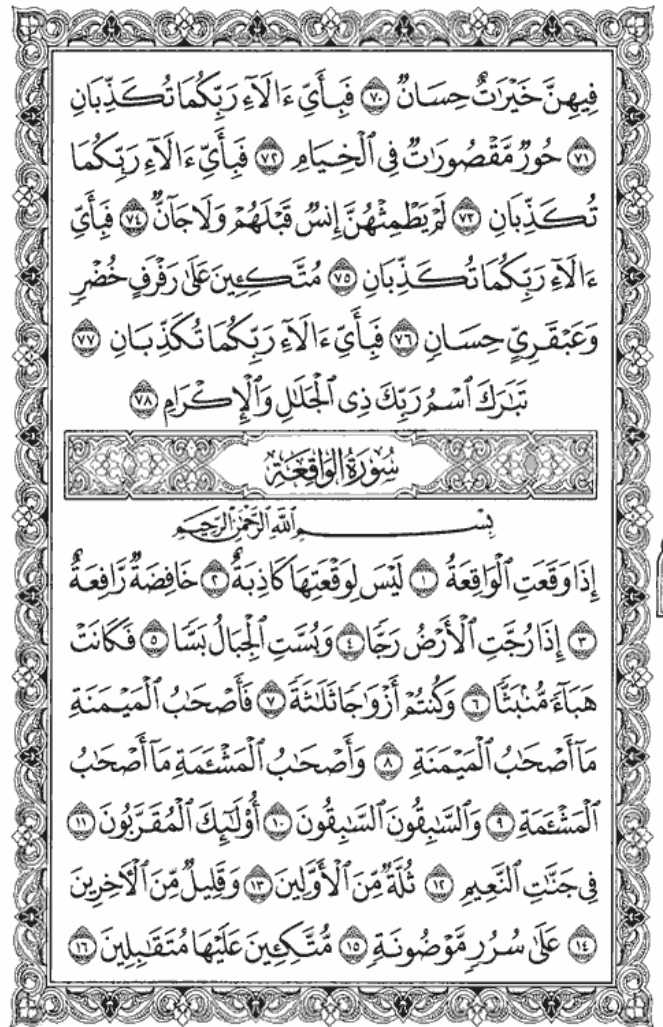 فِيهِنَّ خَيْرَٰتٌ حِسَانٌ ٧٠ فَبِأَيِّ ءَالَآءِ رَبِّكُمَا تُكَذِّبَانِ
٧١ حُورٌ مَّقْصُورَٰتٌ فِى ٱلْخِيَامِ ٧٢ فَبِأَيِّ ءَالَآءِ رَبِّكُمَا
تُكَذِّبَانِ ٧٣ لَمْ يَطْمِثْهُنَّ إِنسٌ قَبْلَهُمْ وَلَا جَآنٌّ ٧٤ فَبِأَيِّ
ءَالَآءِ رَبِّكُمَا تُكَذِّبَانِ ٧٥ مُتَّكِـِٔينَ عَلَىٰ رَفْرَفٍ خُضْرٍ
وَعَبْقَرِيٍّ حِسَانٍ ٧٦ فَبِأَيِّ ءَالَآءِ رَبِّكُمَا تُكَذِّبَانِ ٧٧
تَبَٰرَكَ ٱسْمُ رَبِّكَ ذِى ٱلْجَلَٰلِ وَٱلْإِكْرَامِ ٧٨
سُورَةُ الْوَاقِعَةِ
بِسْمِ ٱللَّهِ ٱلرَّحْمَٰنِ ٱلرَّحِيمِ
إِذَا وَقَعَتِ ٱلْوَاقِعَةُ ١ لَيْسَ لِوَقْعَتِهَا كَاذِبَةٌ ٢ خَافِضَةٌ رَّافِعَةٌ
٣ إِذَا رُجَّتِ ٱلْأَرْضُ رَجًّا ٤ وَبُسَّتِ ٱلْجِبَالُ بَسًّا ٥ فَكَانَتْ
هَبَآءً مُّنۢبَثًّا ٦ وَكُنتُمْ أَزْوَٰجًا ثَلَٰثَةً ٧ فَأَصْحَٰبُ ٱلْمَيْمَنَةِ
مَآ أَصْحَٰبُ ٱلْمَيْمَنَةِ ٨ وَأَصْحَٰبُ ٱلْمَشْـَٔمَةِ مَآ أَصْحَٰبُ
ٱلْمَشْـَٔمَةِ ٩ وَٱلسَّٰبِقُونَ ٱلسَّٰبِقُونَ ١٠ أُو۟لَٰٓئِكَ ٱلْمُقَرَّبُونَ ١١
فِى جَنَّٰتِ ٱلنَّعِيمِ ١٢ ثُلَّةٌ مِّنَ ٱلْأَوَّلِينَ ١٣ وَقَلِيلٌ مِّنَ ٱلْءَاخِرِينَ
١٤ عَلَىٰ سُرُرٍ مَّوْضُونَةٍ ١٥ مُّتَّكِـِٔينَ عَلَيْهَا مُتَقَٰبِلِينَ ١٦